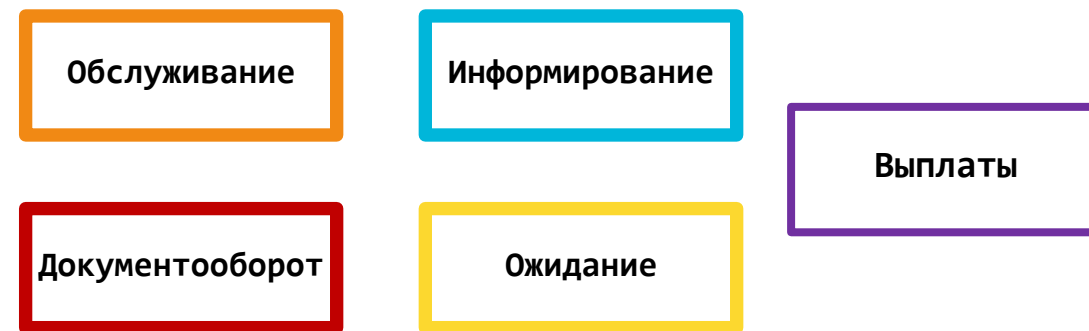 Обслуживание
Информирование
Выплаты
Документооборот
Ожидание